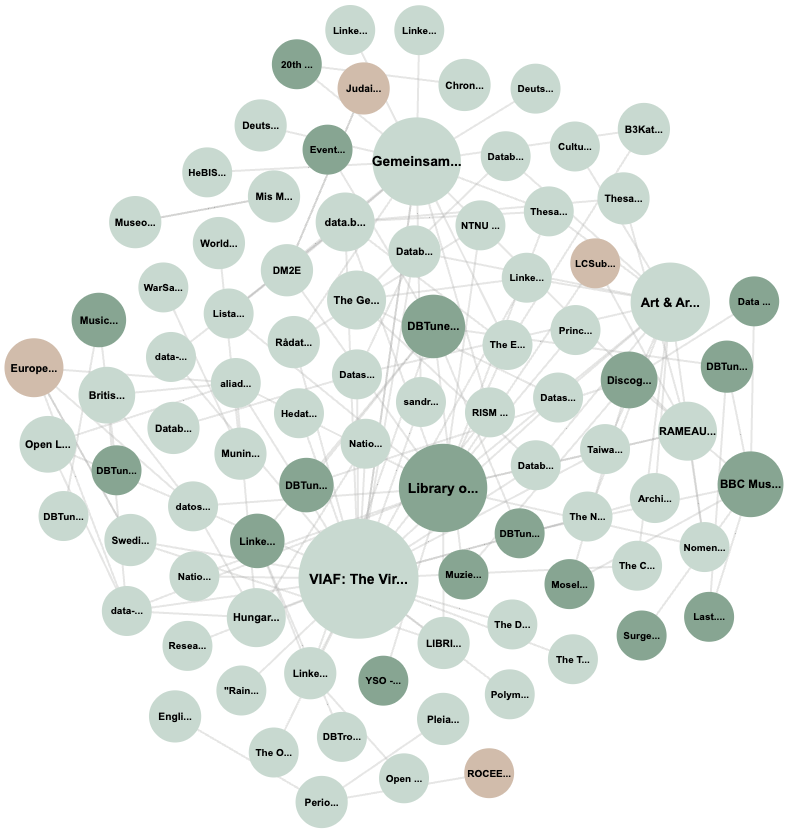 Linke...
Linke...
20th ...
Judai...
Chron...
Deuts...
Deuts...
B3Kat...
Event...
Gemeinsam...
Datab...
Cultu...
HeBIS...
Mis M...
Thesa...
Thesa...
Museo...
data.b...
NTNU ...
World...
Datab...
DM2E
LCSub...
Linke...
WarSa...
The Ge...
Art & Ar...
Data ...
Music...
Lista...
DBTune...
Rådat...
The E...
Princ...
data-...
Europe...
DBTun...
Datas...
aliad...
Discog...
Britis...
Datas...
sandr...
Hedat...
RISM ...
Datab...
RAMEAU...
Open L...
Natio...
Taiwa...
Munin...
Datab...
DBTun...
DBTun...
Library o...
BBC Mus...
Archi...
datos...
DBTun...
The N...
DBTun...
Swedi...
Linke...
Nomen...
The C...
Natio...
VIAF: The Vir...
Muzie...
Mosel...
data-...
Hungar...
Last....
The D...
Surge...
Resea...
LIBRI...
The T...
Linke...
YSO -...
"Rain...
Polym...
Engli...
Pleia...
DBTro...
The O...
Open ...
ROCEE...
Perio...